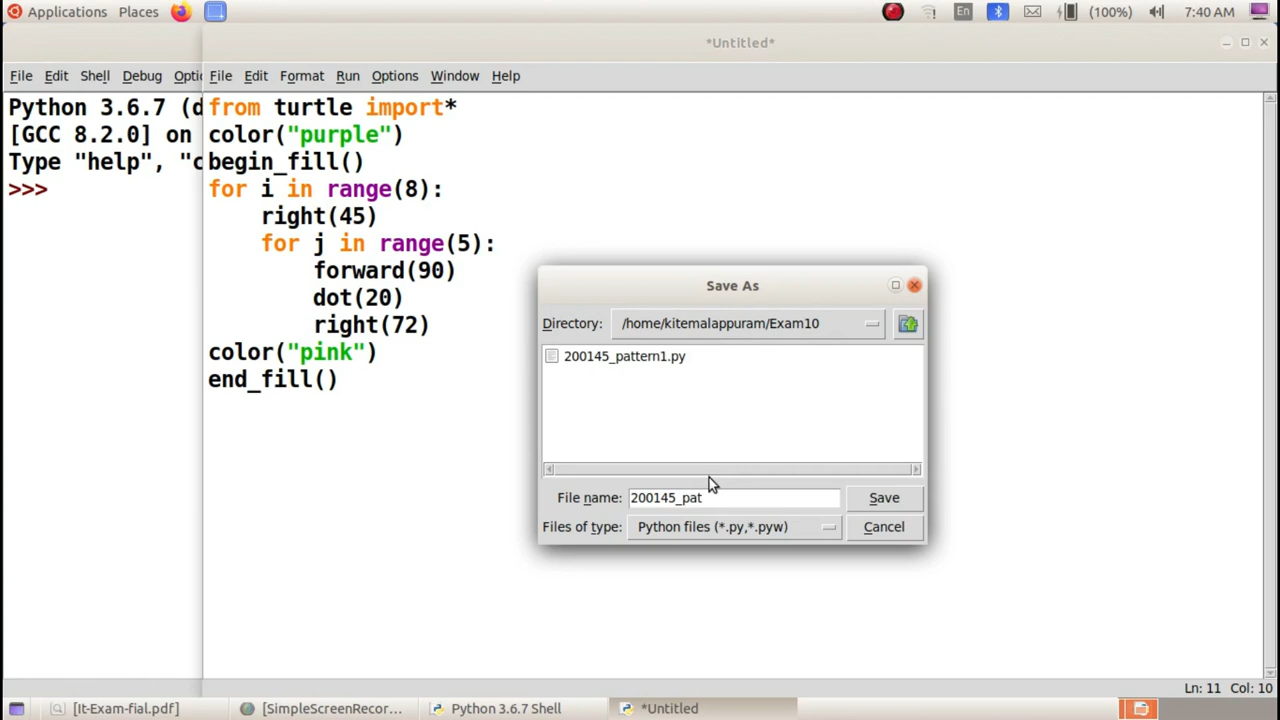 Applications Places En (100%) 7:40 AM
*Untitled*
File Edit Shell Debug Optic
File Edit Format Run Options Window Help
Python 3.6.7 (d
[GCC 8.2.0] on
Type "help", "c
>>>
from turtle import*
color("purple")
begin_fill()
for i in range(8):
    right(45)
    for j in range(5):
        forward(90)
        dot(20)
        right(72)
color("pink")
end_fill()
Save As
Directory: /home/kitemalappuram/Exam10
200145_pattern1.py
File name: 200145_pat Save
Files of type: Python files (*.py,*.pyw) Cancel
Ln: 11 Col: 10
[It-Exam-fial.pdf] [SimpleScreenRecor... Python 3.6.7 Shell *Untitled